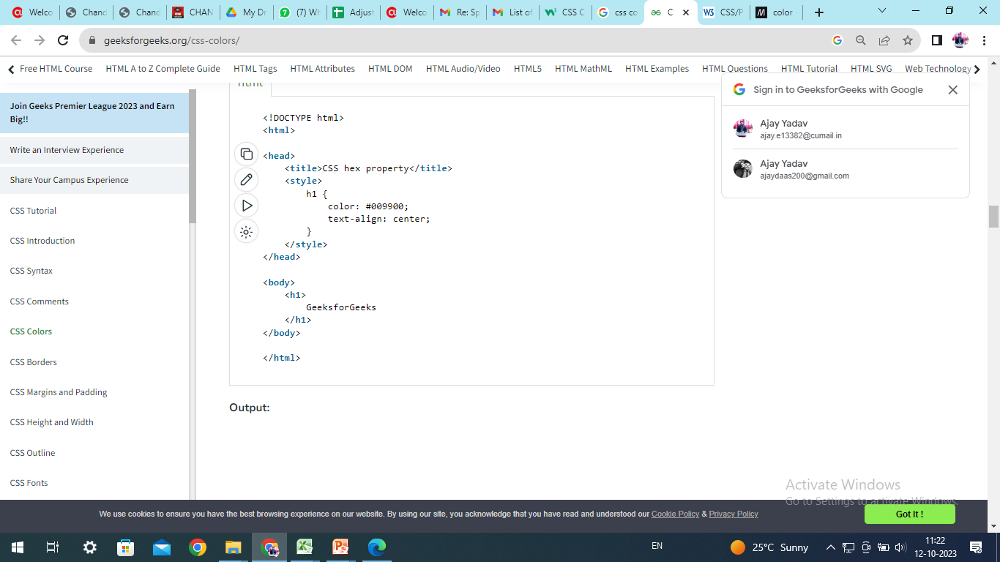 Welco
Chand
Chand
CHAN
My Dr
(7) Wh
Adjust
Welco
Re: Sp
List of
CSS C
css co
C
CSS/P
color
geeksforgeeks.org/css-colors/
Free HTML Course HTML A to Z Complete Guide HTML Tags HTML Attributes HTML DOM HTML Audio/Video HTML5 HTML MathML HTML Examples HTML Questions HTML Tutorial HTML SVG Web Technology
Html
Join Geeks Premier League 2023 and Earn
Big!!
Write an Interview Experience
Share Your Campus Experience
CSS Tutorial
CSS Introduction
CSS Syntax
CSS Comments
CSS Colors
CSS Borders
CSS Margins and Padding
CSS Height and Width
CSS Outline
CSS Fonts
<!DOCTYPE html>
<html>
<head>
<title>CSS hex property</title>
<style>
h1 {
color: #009900;
text-align: center;
}
</style>
</head>
<body>
<h1>
GeeksforGeeks
</h1>
</body>
</html>
Output:
Sign in to GeeksforGeeks with Google
Ajay Yadav
ajay.e13382@cumail.in
Ajay Yadav
ajaydaas200@gmail.com
Activate Windows
Go to Settings to activate Windows.
We use cookies to ensure you have the best browsing experience on our website. By using our site, you acknowledge that you have read and understood our Cookie Policy & Privacy Policy
Got It !
EN
25°C Sunny
11:22
12-10-2023